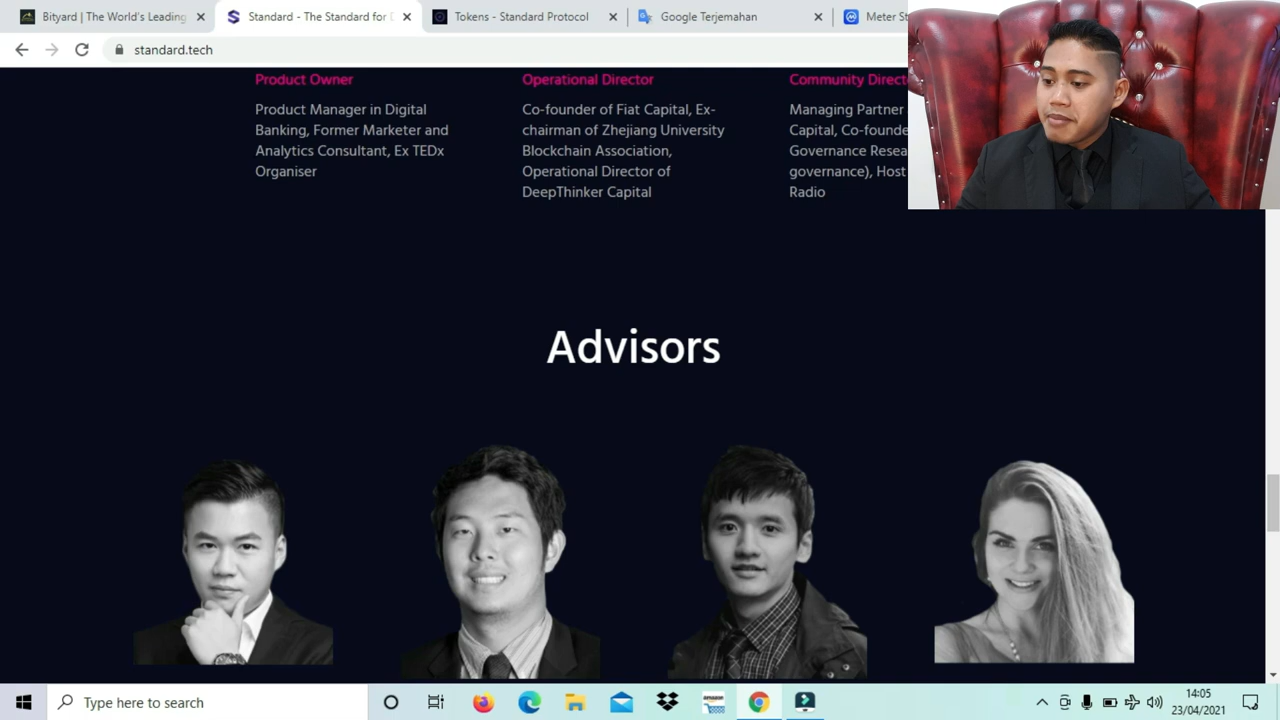 Bityard | The World's Leading
Standard - The Standard for D
Tokens - Standard Protocol
Google Terjemahan
Meter St
standard.tech
Product Owner
Product Manager in Digital
Banking, Former Marketer and
Analytics Consultant, Ex TEDx
Organiser
Operational Director
Co-founder of Fiat Capital, Ex-
chairman of Zhejiang University
Blockchain Association,
Operational Director of
DeepThinker Capital
Community Direct
Managing Partner
Capital, Co-founde
Governance Resea
governance), Host
Radio
Advisors
Type here to search
amazon
14:05
23/04/2021